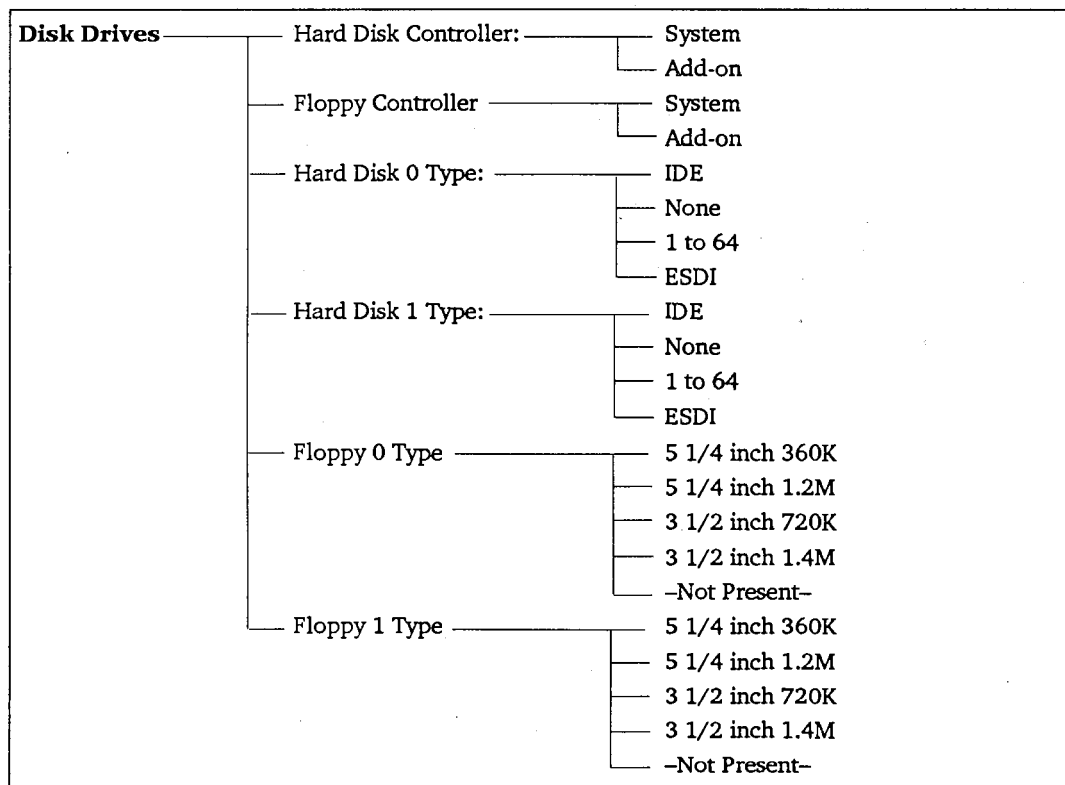 Disk Drives Hard Disk Controller: System
Add-on
Floppy Controller System
Add-on
Hard Disk 0 Type: IDE
None
1 to 64
ESDI
Hard Disk 1 Type: IDE
None
1 to 64
ESDI
Floppy 0 Type 5 1/4 inch 360K
5 1/4 inch 1.2M
3 1/2 inch 720K
3 1/2 inch 1.4M
–Not Present–
Floppy 1 Type 5 1/4 inch 360K
5 1/4 inch 1.2M
3 1/2 inch 720K
3 1/2 inch 1.4M
–Not Present–